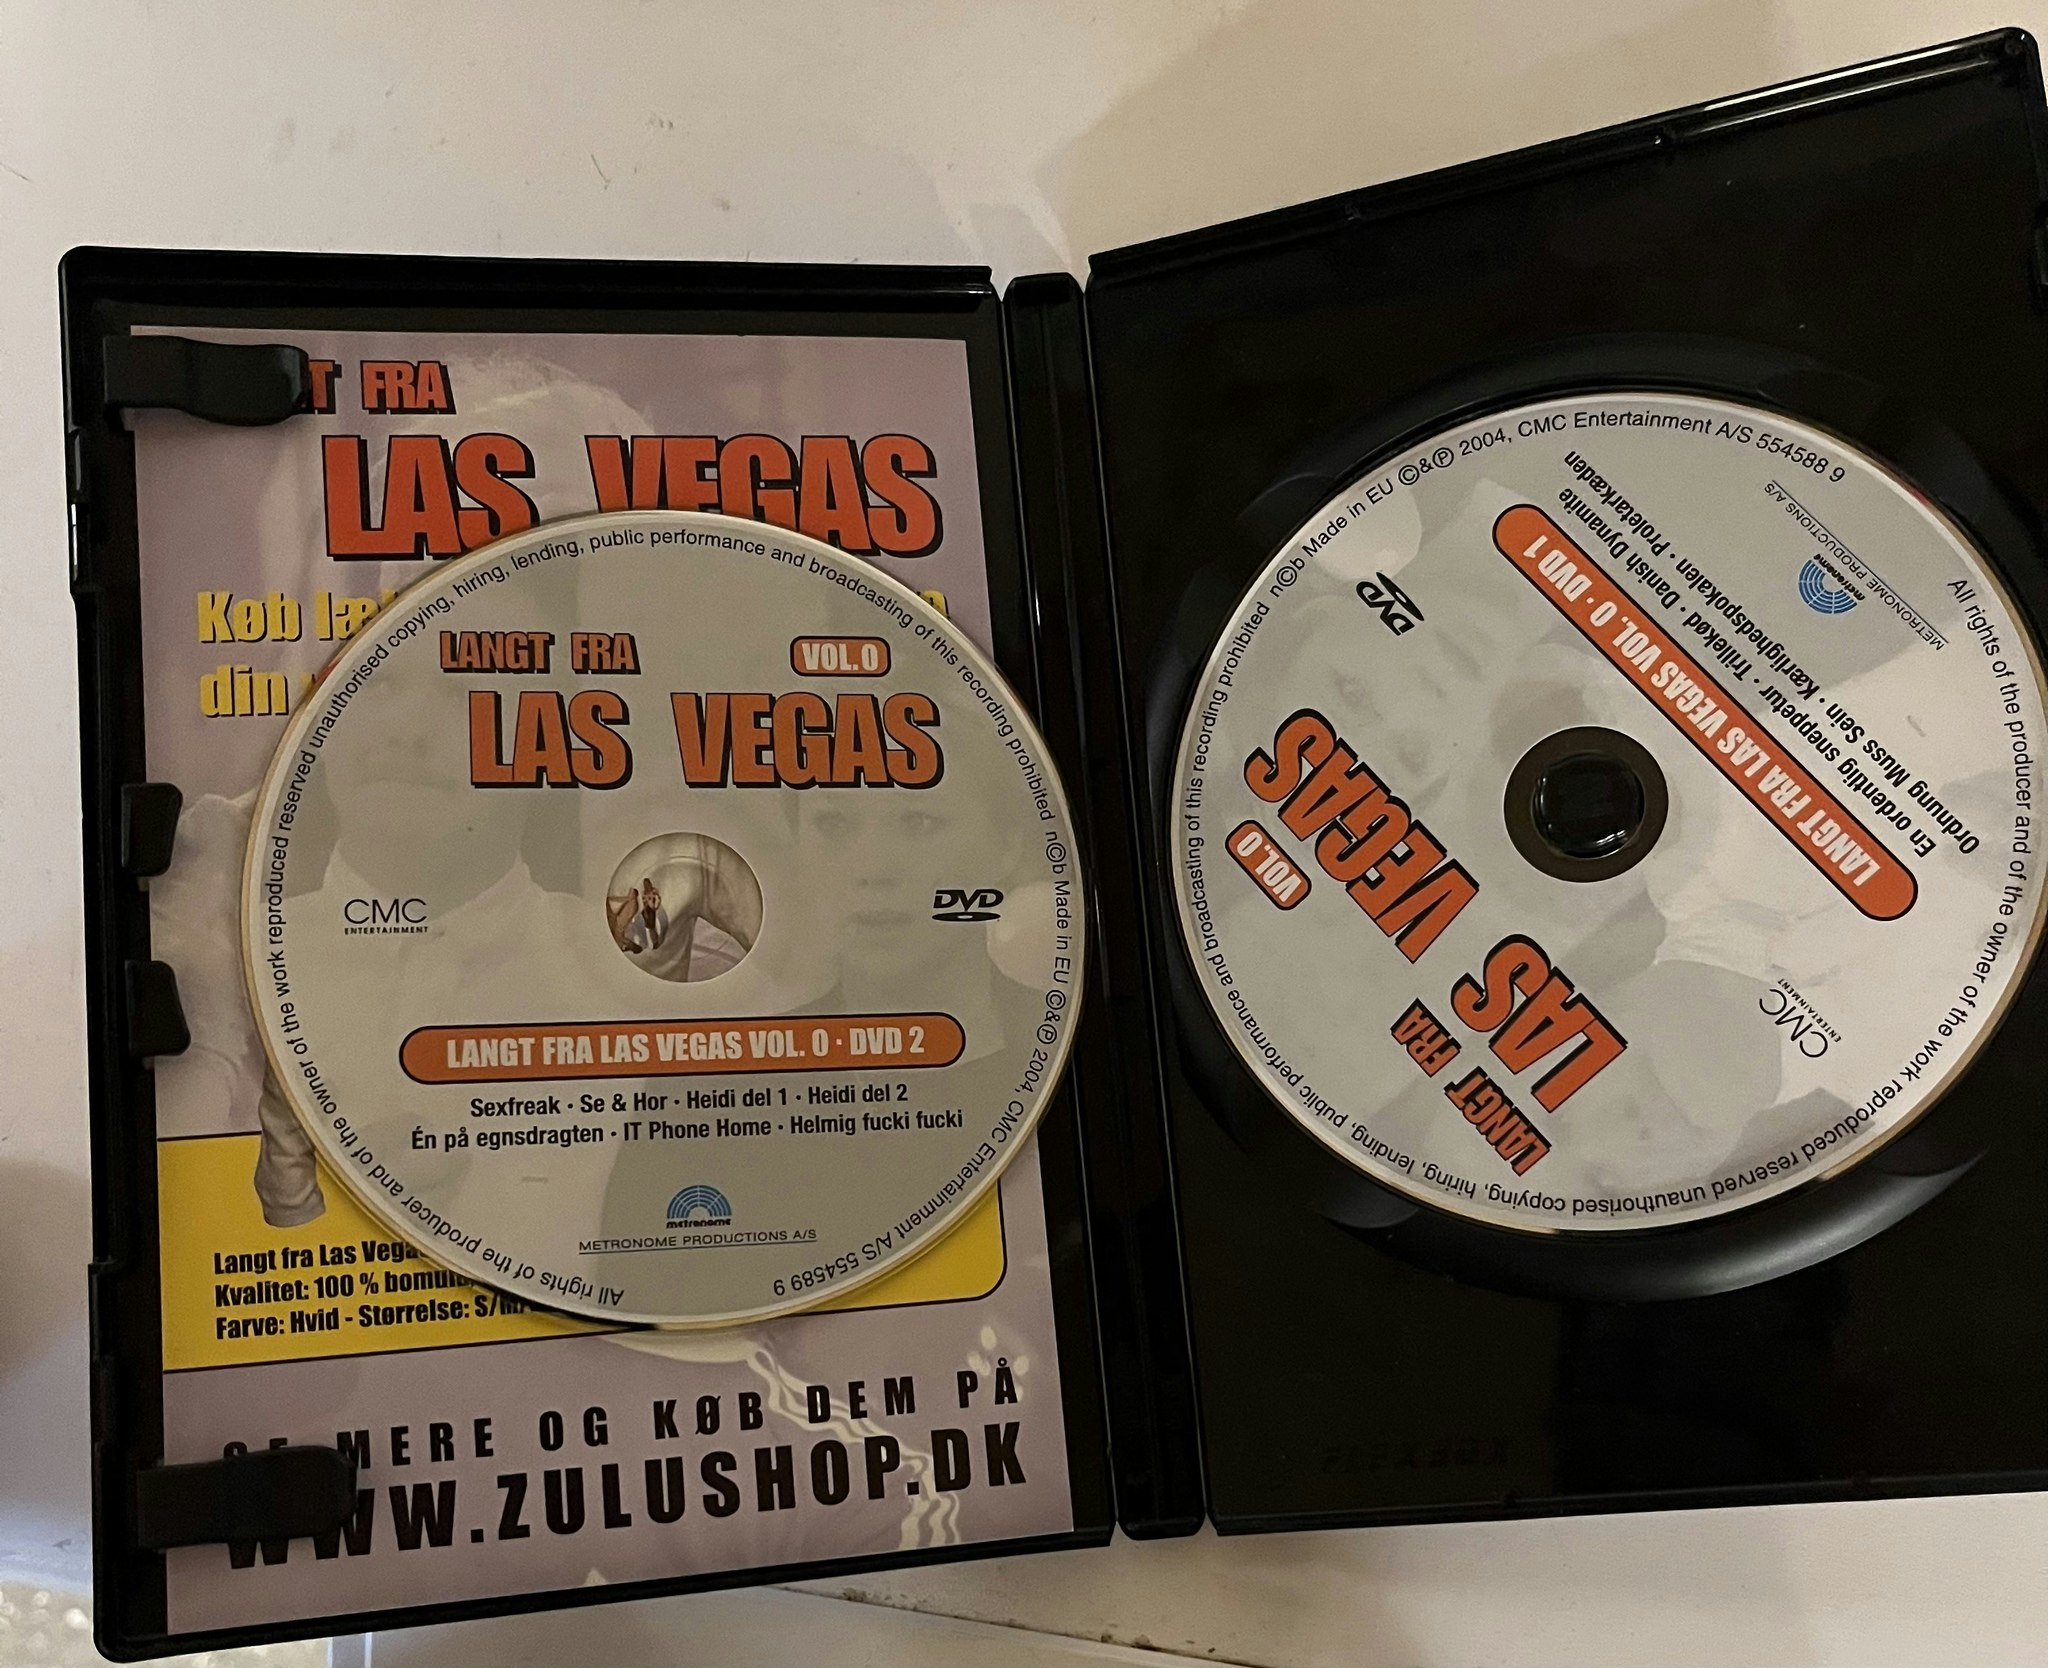 T FRA
LAS VEGAS
Køb
din
LANGT FRA
VOL.0
LAS VEGAS
CMC
ENTERTAINMENT
DVD
LANGT FRA LAS VEGAS VOL. 0 · DVD 2
Sexfreak · Se & Hor · Heidi del 1 · Heidi del 2
Én på egnsdragten · IT Phone Home · Helmig fucki fucki
metronome
METRONOME PRODUCTIONS A/S
All rights of the producer and of the owner of the work reproduced reserved unauthorised copying, hiring, lending, public performance and broadcasting of this recording prohibited n©b Made in EU ©&℗ 2004, CMC Entertainment A/S 554589 9
Langt fra Las Vegas
Kvalitet: 100 % bomuld
Farve: Hvid - Størrelse: S/M
SE MERE OG KØB DEM PÅ
WWW.ZULUSHOP.DK
LANGT FRA
LAS VEGAS
VOL.0
DVD
LANGT FRA LAS VEGAS VOL. 0 · DVD 1
En ordentlig sneppetur · Trillekød · Danish Dynamite
Ordnung Muss Sein · Kærlighedspokalen · Proletarkæden
metronome
METRONOME PRODUCTIONS A/S
CMC
ENTERTAINMENT
All rights of the producer and of the owner of the work reproduced reserved unauthorised copying, hiring, lending, public performance and broadcasting of this recording prohibited n©b Made in EU ©&℗ 2004, CMC Entertainment A/S 554588 9